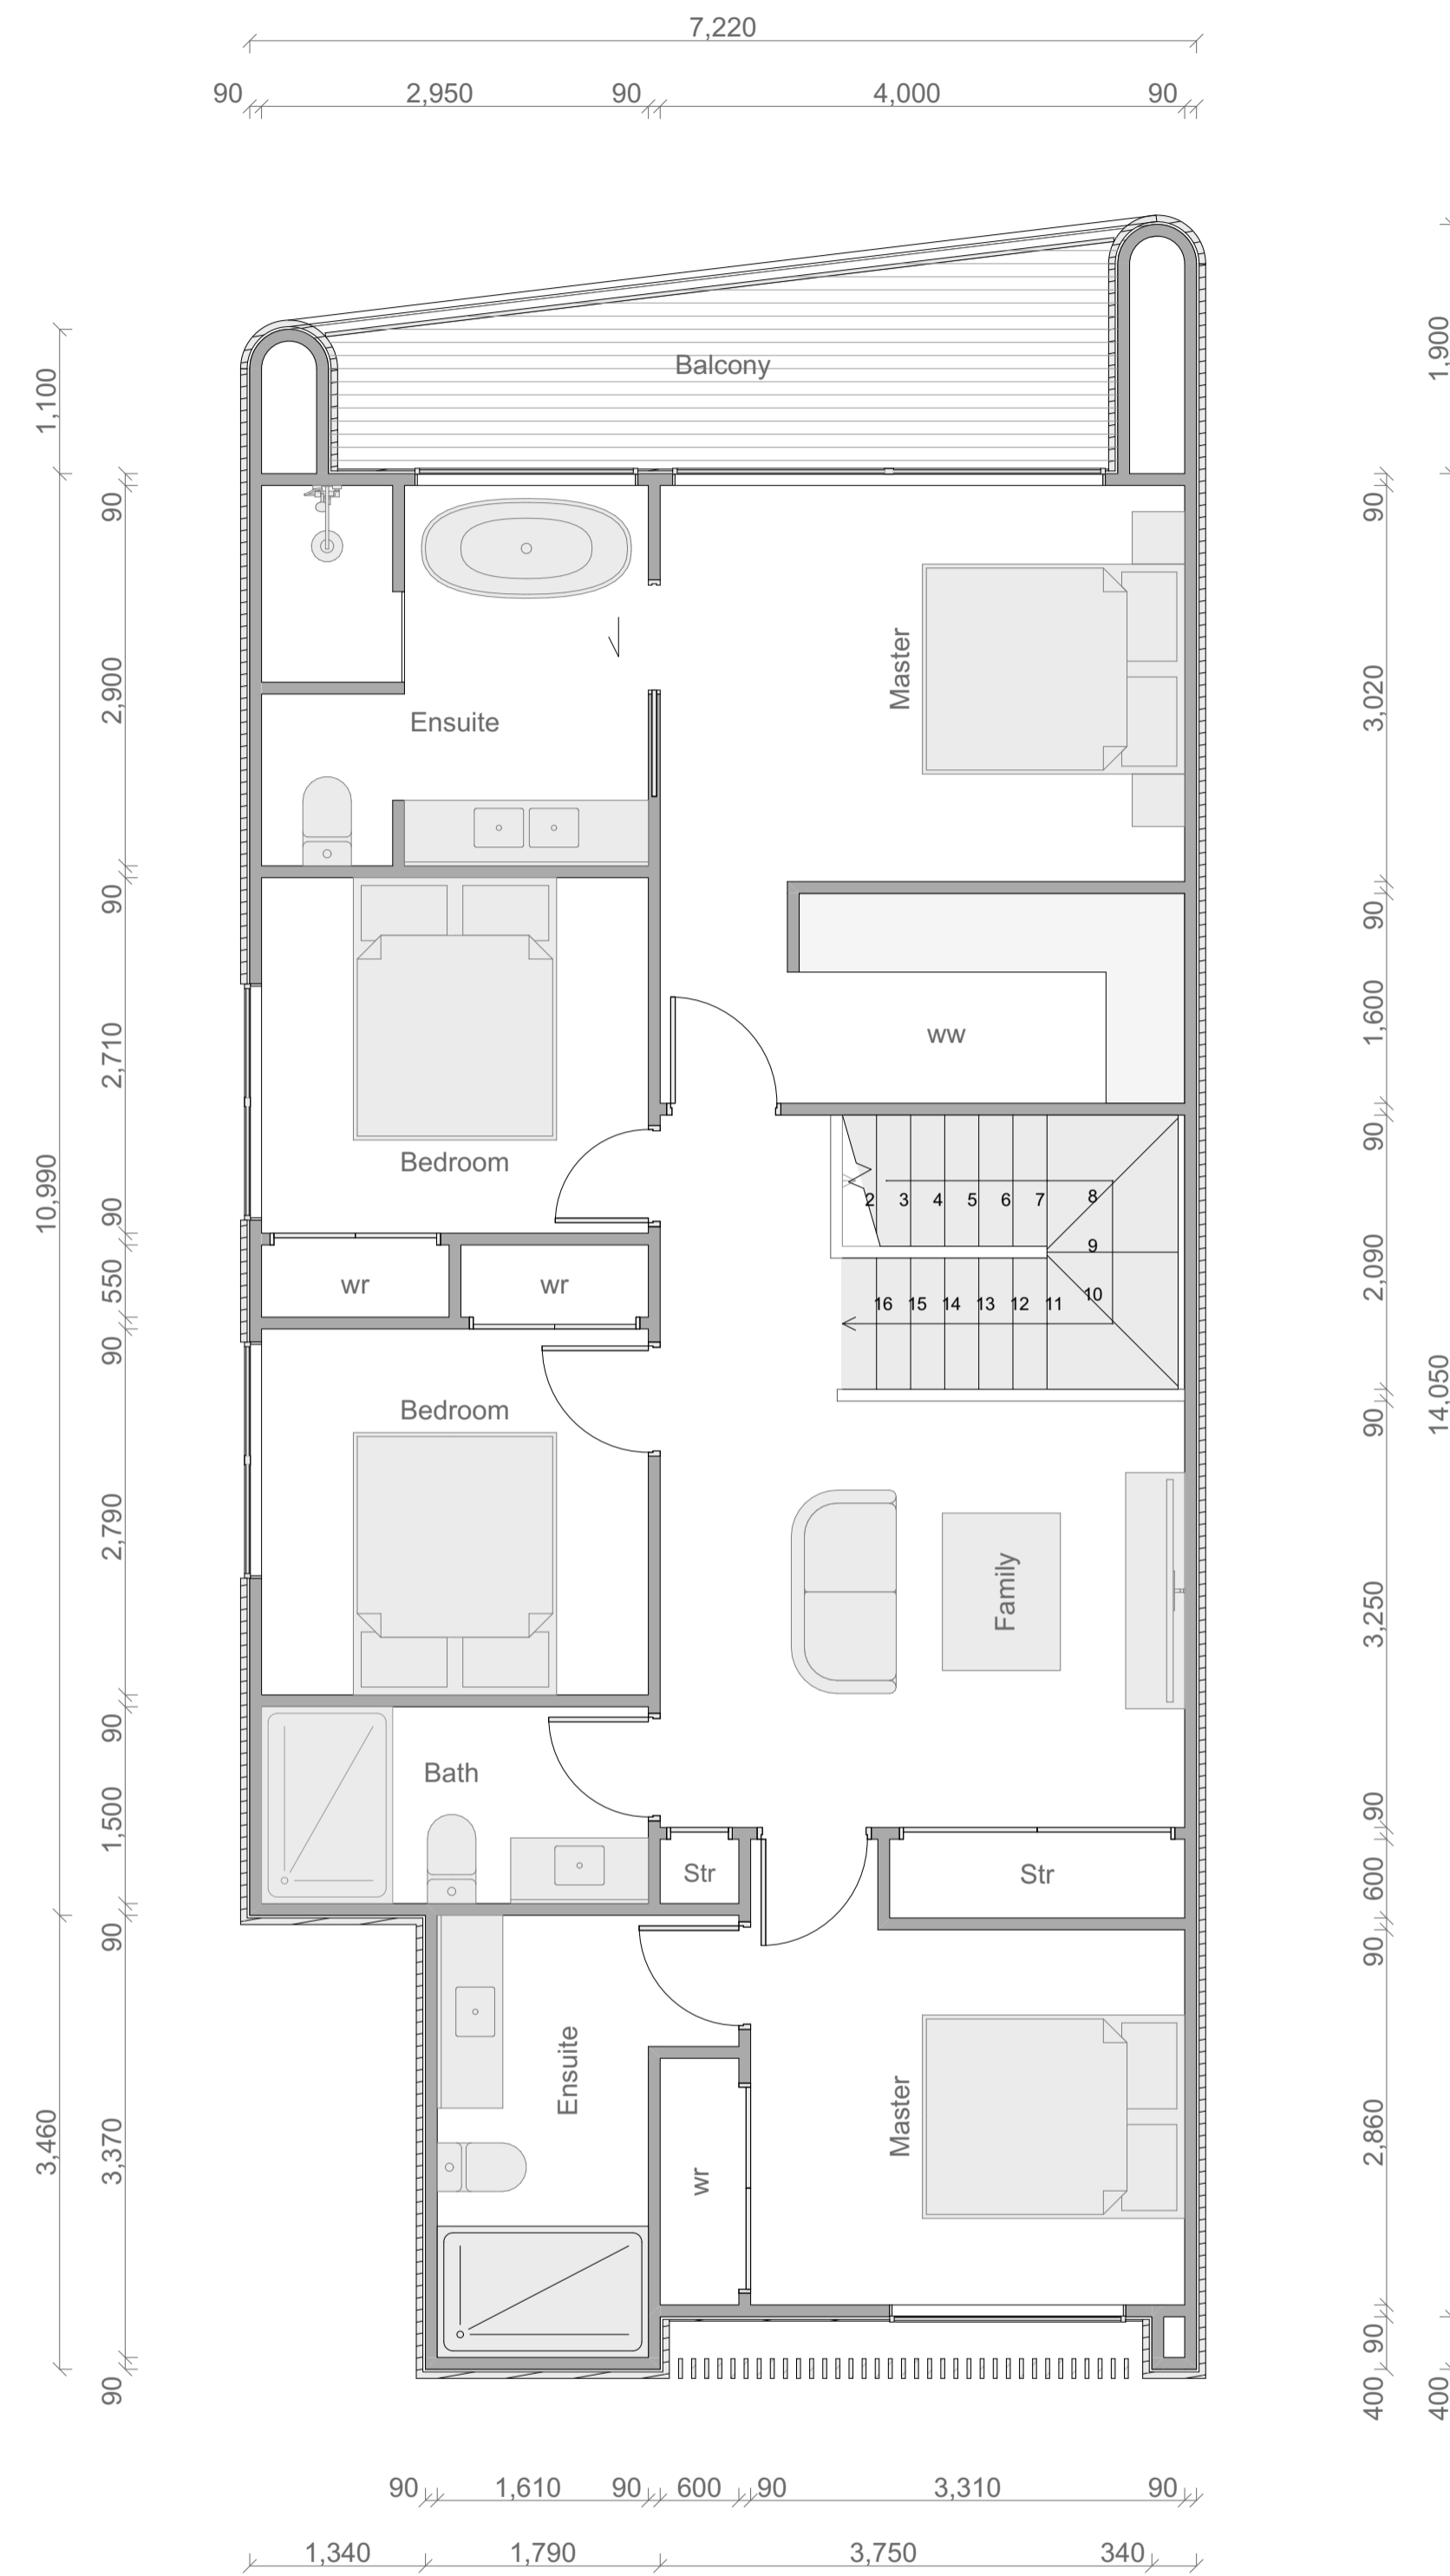 7,220
90 2,950 90 4,000 90
1,900
Balcony
1,100
90 90
Master
2,900 3,020
Ensuite
90 90
2,710 1,600
ww
90
Bedroom
10,990
2 3 4 5 6 7 8
90 9 2,090
550 wr wr
16 15 14 13 12 11 10
90 14,050
Bedroom 90
2,790 Family 3,250
90
Bath
1,500 90
Str Str 600
90 90
Ensuite Master
3,460 3,370 2,860
wr
90 90
400 400
90 1,610 90 600 90 3,310 90
1,340 1,790 3,750 340